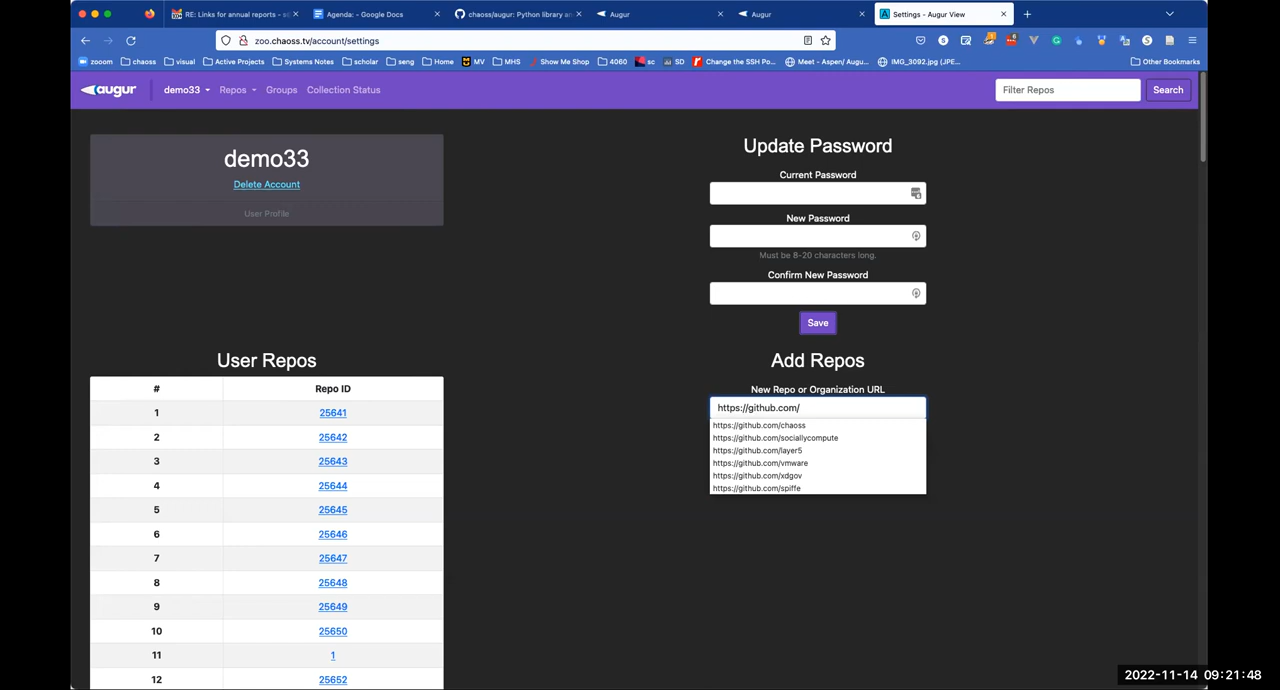 RE: Links for annual reports - s
Agenda: - Google Docs
chaoss/augur: Python library an
Augur
Augur
Settings - Augur View
zoo.chaoss.tv/account/settings
zooom
chaoss
visual
Active Projects
Systems Notes
scholar
seng
Home
MV
MHS
Show Me Shop
4060
sc
SD
Change the SSH Po...
Meet - Aspen/ Augu...
IMG_3092.jpg (JPE...
Other Bookmarks
augur
demo33
Repos
Groups
Collection Status
Filter Repos
Search
demo33
Delete Account
User Profile
Update Password
Current Password
New Password
Must be 8-20 characters long.
Confirm New Password
Save
User Repos
# Repo ID
1 25641
2 25642
3 25643
4 25644
5 25645
6 25646
7 25647
8 25648
9 25649
10 25650
11 1
12 25652
Add Repos
New Repo or Organization URL
https://github.com/
https://github.com/chaoss
https://github.com/sociallycompute
https://github.com/layer5
https://github.com/vmware
https://github.com/xdgov
https://github.com/spiffe
2022-11-14 09:21:48